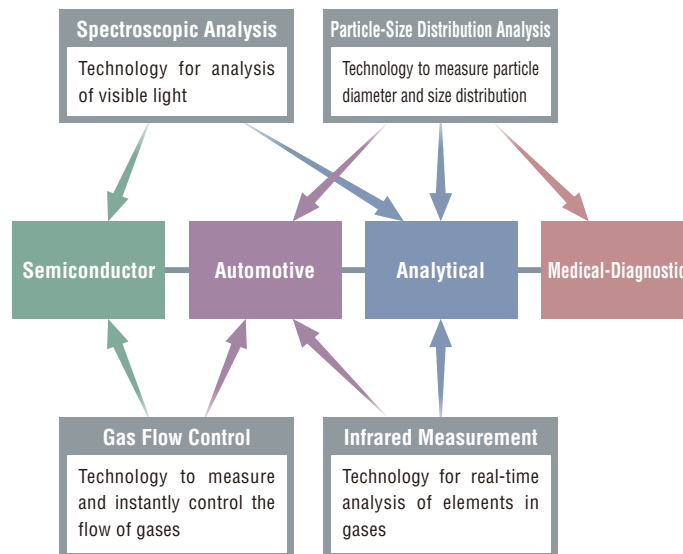 Spectroscopic Analysis
Technology for analysis
of visible light
Particle-Size Distribution Analysis
Technology to measure particle
diameter and size distribution
Semiconductor
Automotive
Analytical
Medical-Diagnostic
Gas Flow Control
Technology to measure
and instantly control the
flow of gases
Infrared Measurement
Technology for real-time
analysis of elements in
gases